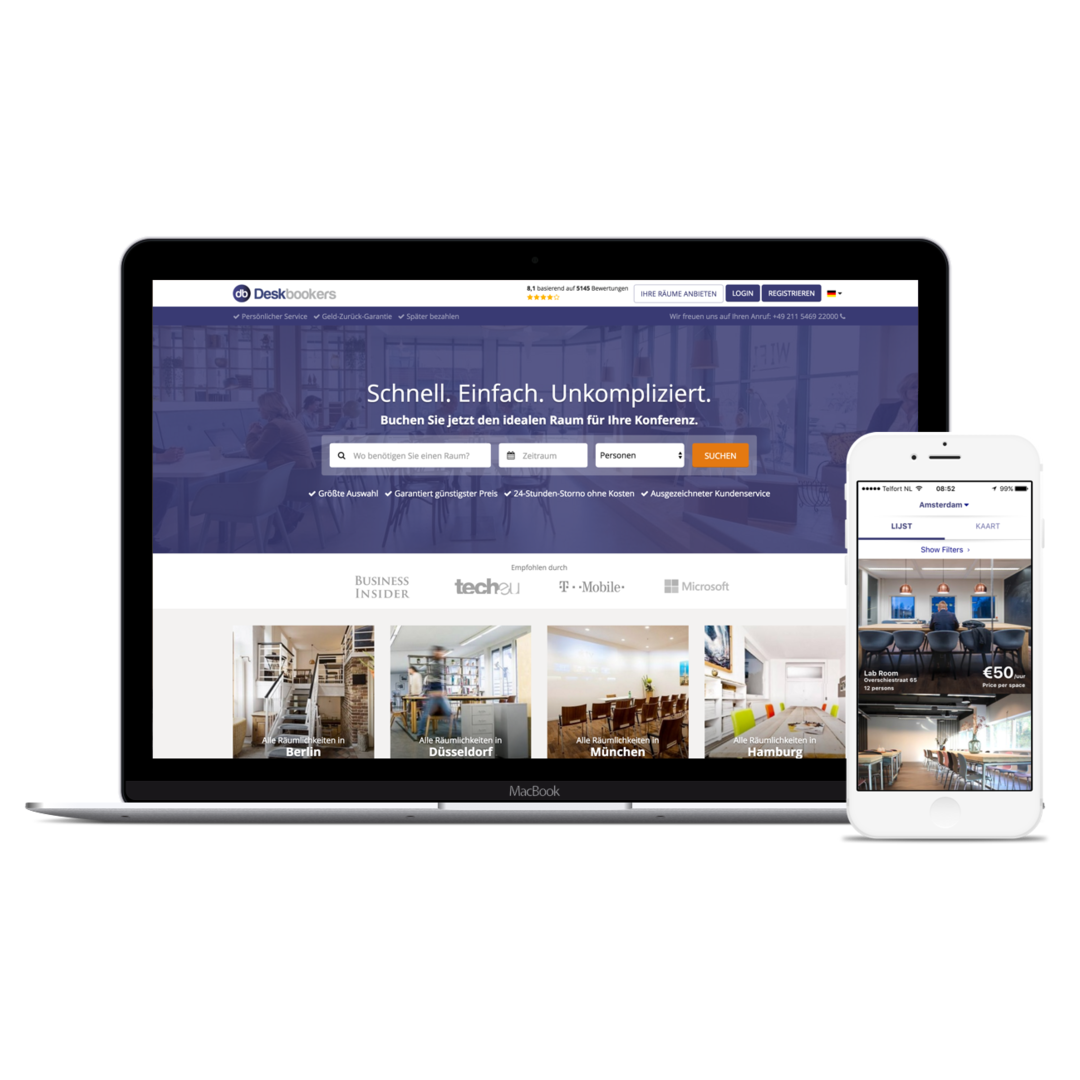 Deskbookers
8,1 basierend auf 5145 Bewertungen
IHRE RÄUME ANBIETEN
LOGIN
REGISTRIEREN
Persönlicher Service
Geld-Zurück-Garantie
Später bezahlen
Wir freuen uns auf Ihren Anruf: +49 211 5469 22000
Schnell. Einfach. Unkompliziert.
Buchen Sie jetzt den idealen Raum für Ihre Konferenz.
Wo benötigen Sie einen Raum?
Zeitraum
Personen
SUCHEN
Größte Auswahl
Garantiert günstigster Preis
24-Stunden-Storno ohne Kosten
Ausgezeichneter Kundenservice
Empfohlen durch
BUSINESS
INSIDER
tech eu
T··Mobile·
Microsoft
Alle Räumlichkeiten in
Berlin
Alle Räumlichkeiten in
Düsseldorf
Alle Räumlichkeiten in
München
Alle Räumlichkeiten in
Hamburg
MacBook
Telfort NL
08:52
99%
Amsterdam
LIJST
KAART
Show Filters
Lab Room
Overschiestraat 65
12 persons
€50 /uur
Price per space